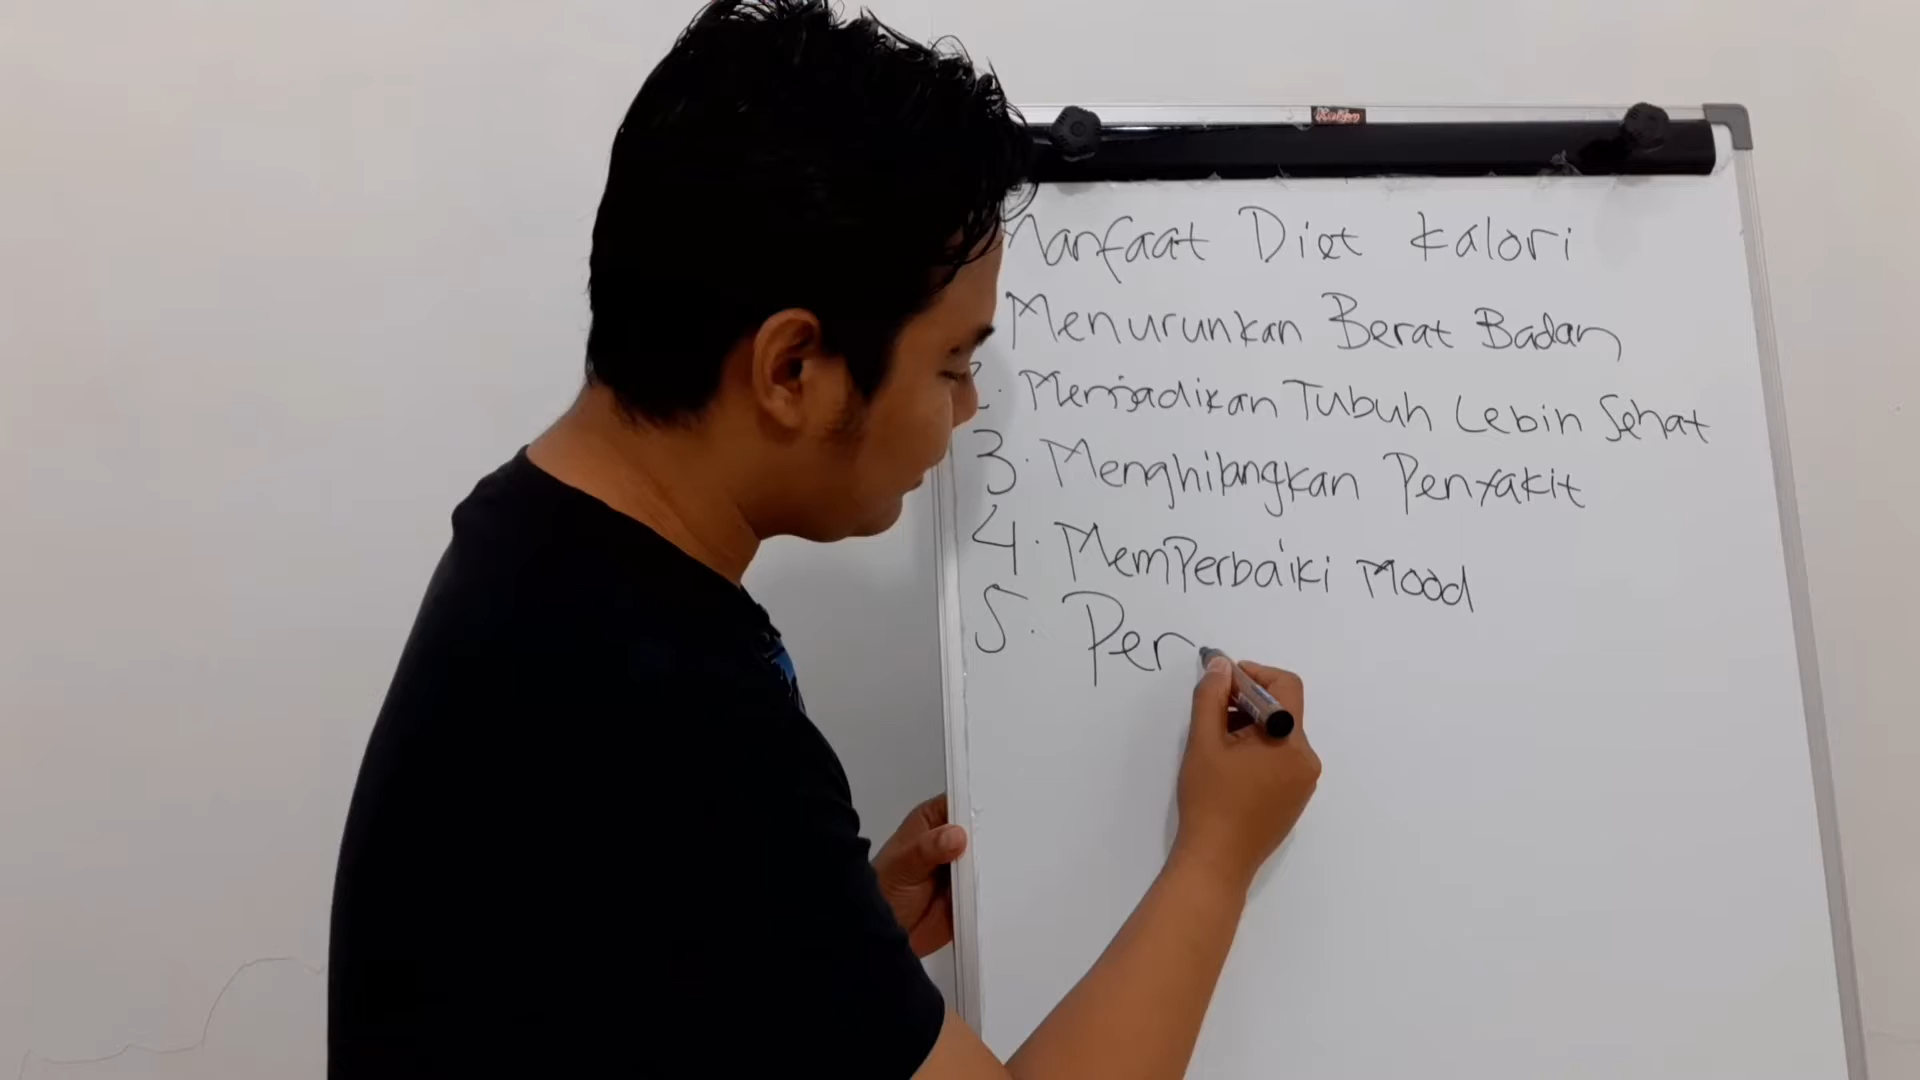 Manfaat Diet Kalori
Menurunkan Berat Badan
2. Menjadikan Tubuh Lebih Sehat
3. Menghilangkan Penyakit
4. Memperbaiki Mood
5. Per